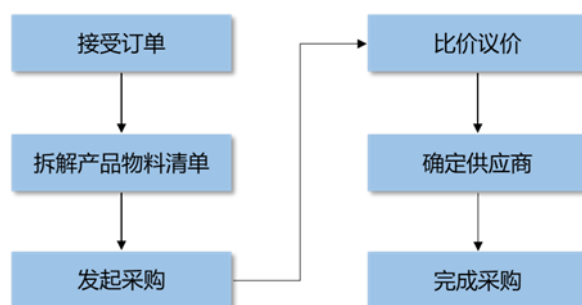 接受订单
拆解产品物料清单
发起采购
比价议价
确定供应商
完成采购